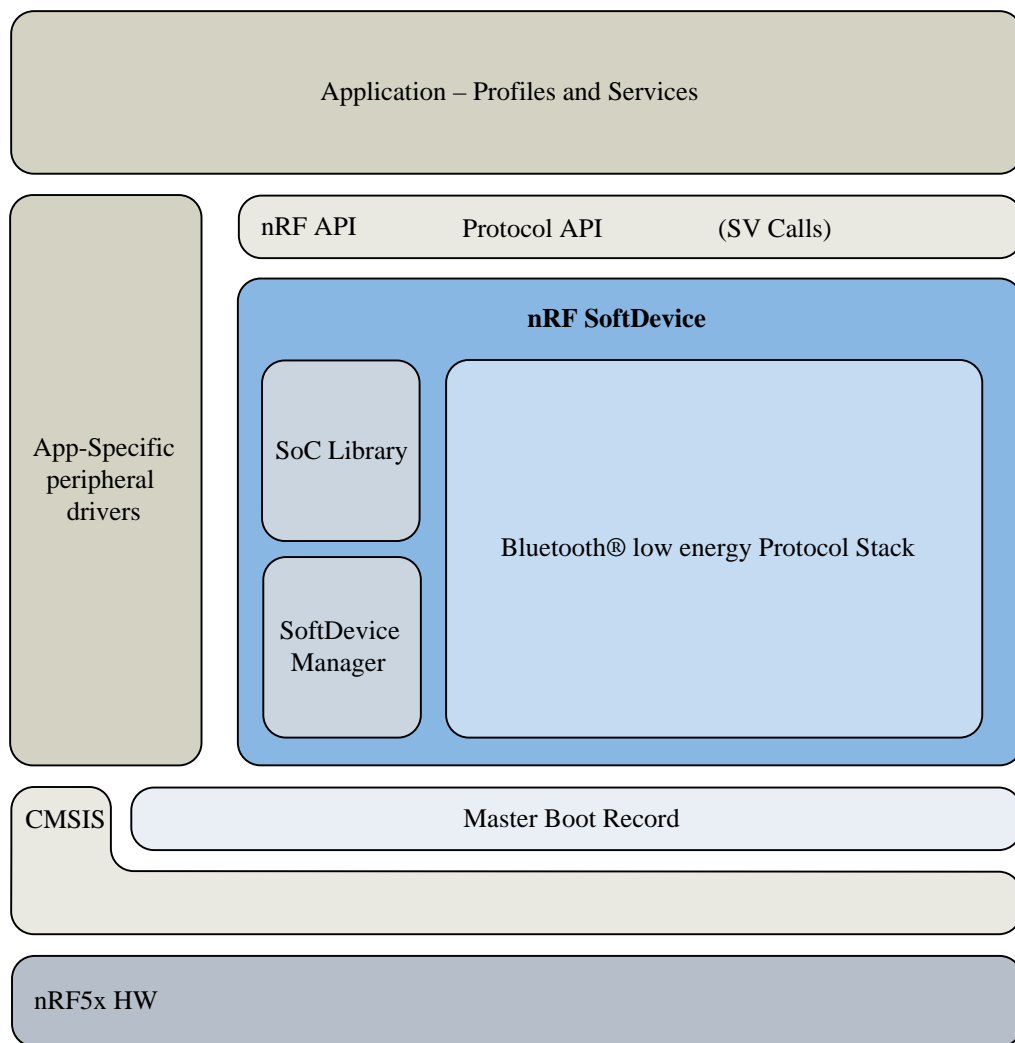 Application – Profiles and Services
nRF API Protocol API (SV Calls)
nRF SoftDevice
App-Specific
peripheral
drivers
SoC Library
Bluetooth® low energy Protocol Stack
SoftDevice
Manager
CMSIS
Master Boot Record
nRF5x HW